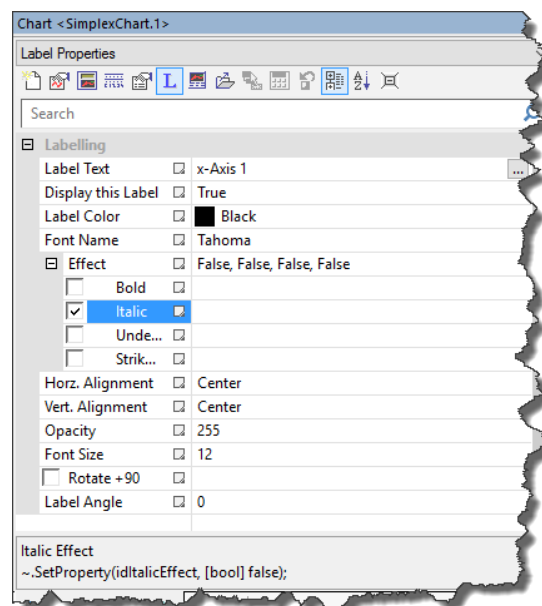 Chart <SimplexChart.1>
Label Properties
L
Search
Labelling
Label Text x-Axis 1 ...
Display this Label True
Label Color Black
Font Name Tahoma
Effect False, False, False, False
Bold
Italic
Unde...
Strik...
Horz. Alignment Center
Vert. Alignment Center
Opacity 255
Font Size 12
Rotate +90
Label Angle 0
Italic Effect
~.SetProperty(idItalicEffect, [bool] false);